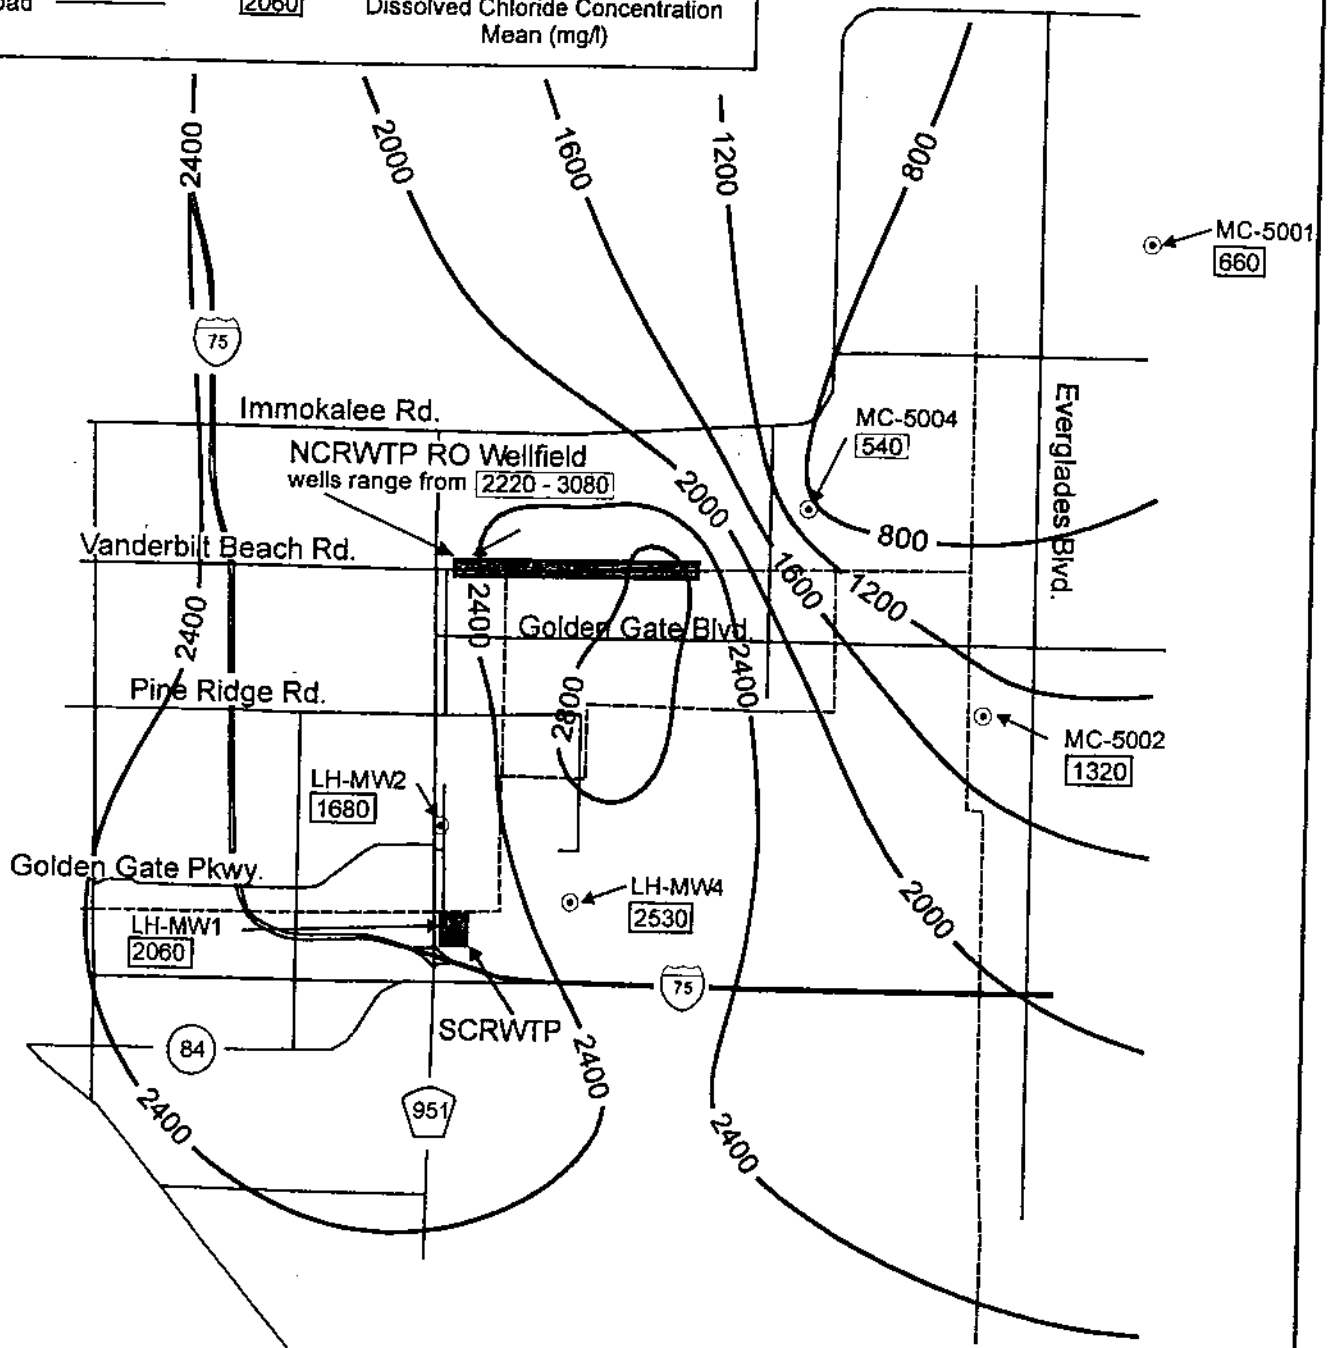 2060
Dissolved Chloride Concentration
Mean (mg/l)
2400
2000
1600
1200
800
MC-5001
660
75
Immokalee Rd.
MC-5004
540
Everglades Blvd.
NCRWTP RO Wellfield
wells range from 2220 - 3080
2000
800
Vanderbilt Beach Rd.
1600
1200
2400
2400
Golden Gate Blvd.
2400
Pine Ridge Rd.
2800
MC-5002
1320
LH-MW2
1680
Golden Gate Pkwy.
LH-MW4
2530
2000
LH-MW1
2060
75
SCRWTP
84
2400
951
2400
2400